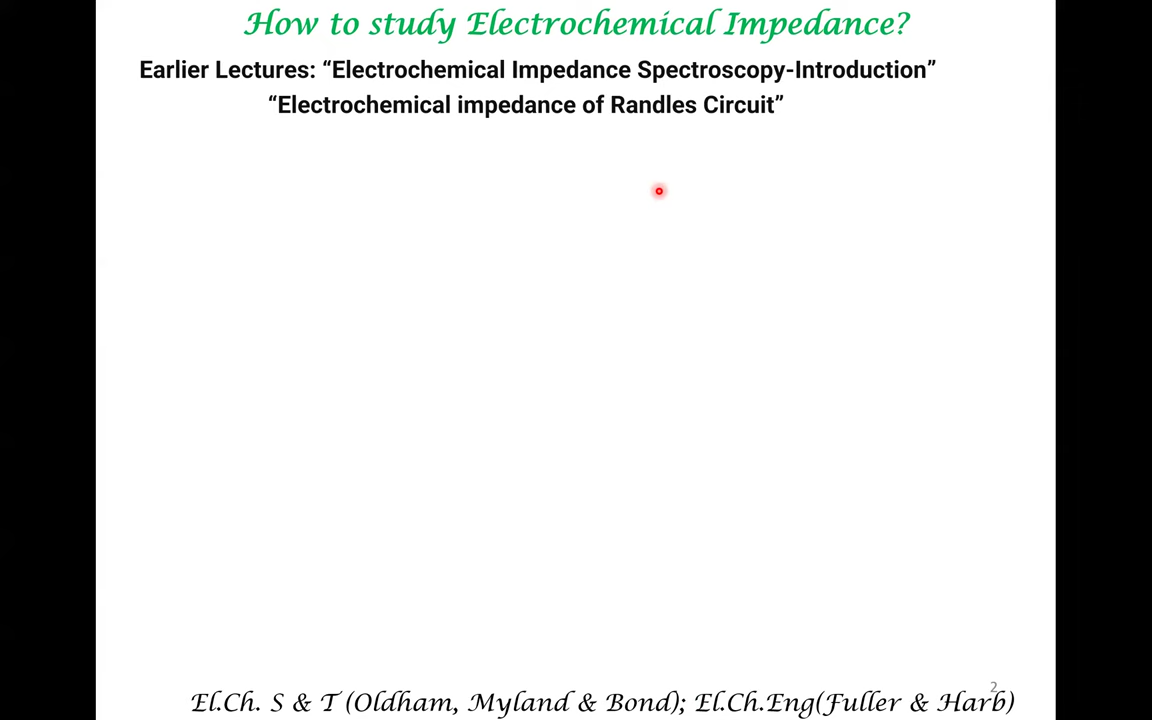 How to study Electrochemical Impedance?
Earlier Lectures: “Electrochemical Impedance Spectroscopy-Introduction”
“Electrochemical impedance of Randles Circuit”
2
El.Ch. S & T (Oldham, Myland & Bond); El.Ch.Eng(Fuller & Harb)